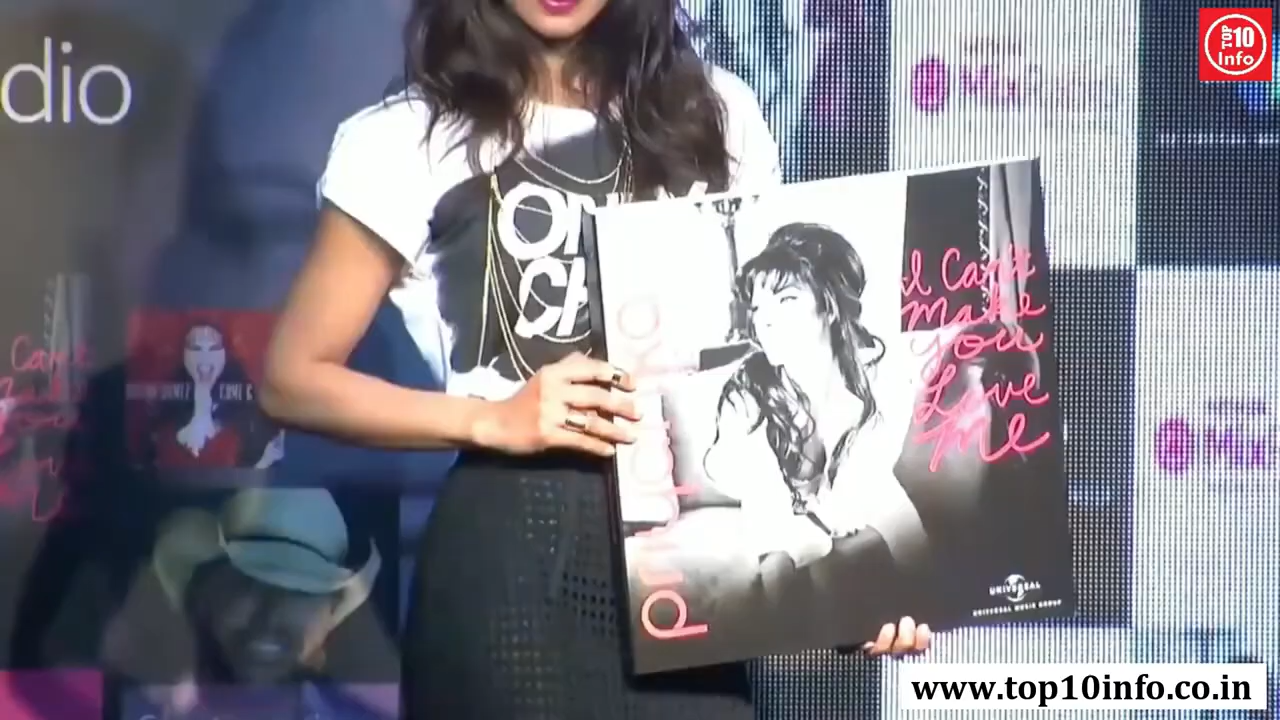 dio
TOP
10
Info
ON
CH
priyanka
I Can't
Make
You
Love
Me
UNIVERSAL
UNIVERSAL MUSIC GROUP
www.top10info.co.in